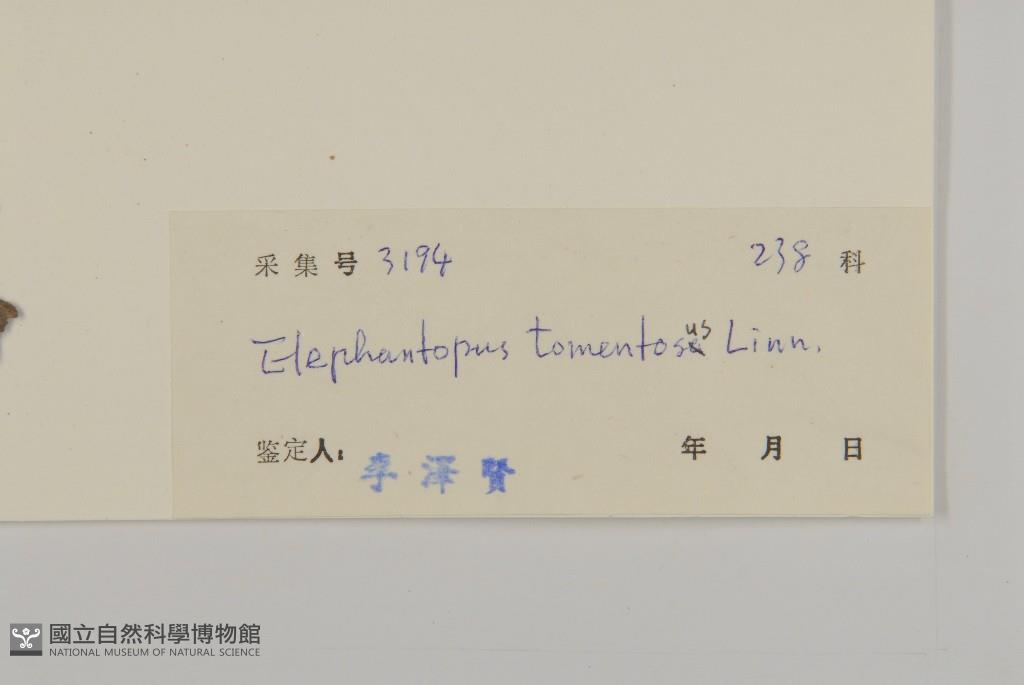 采集号 3194 238 科
Elephantopus tomentosus Linn.
鉴定人: 李泽賢 年 月 日
國立自然科學博物館
NATIONAL MUSEUM OF NATURAL SCIENCE